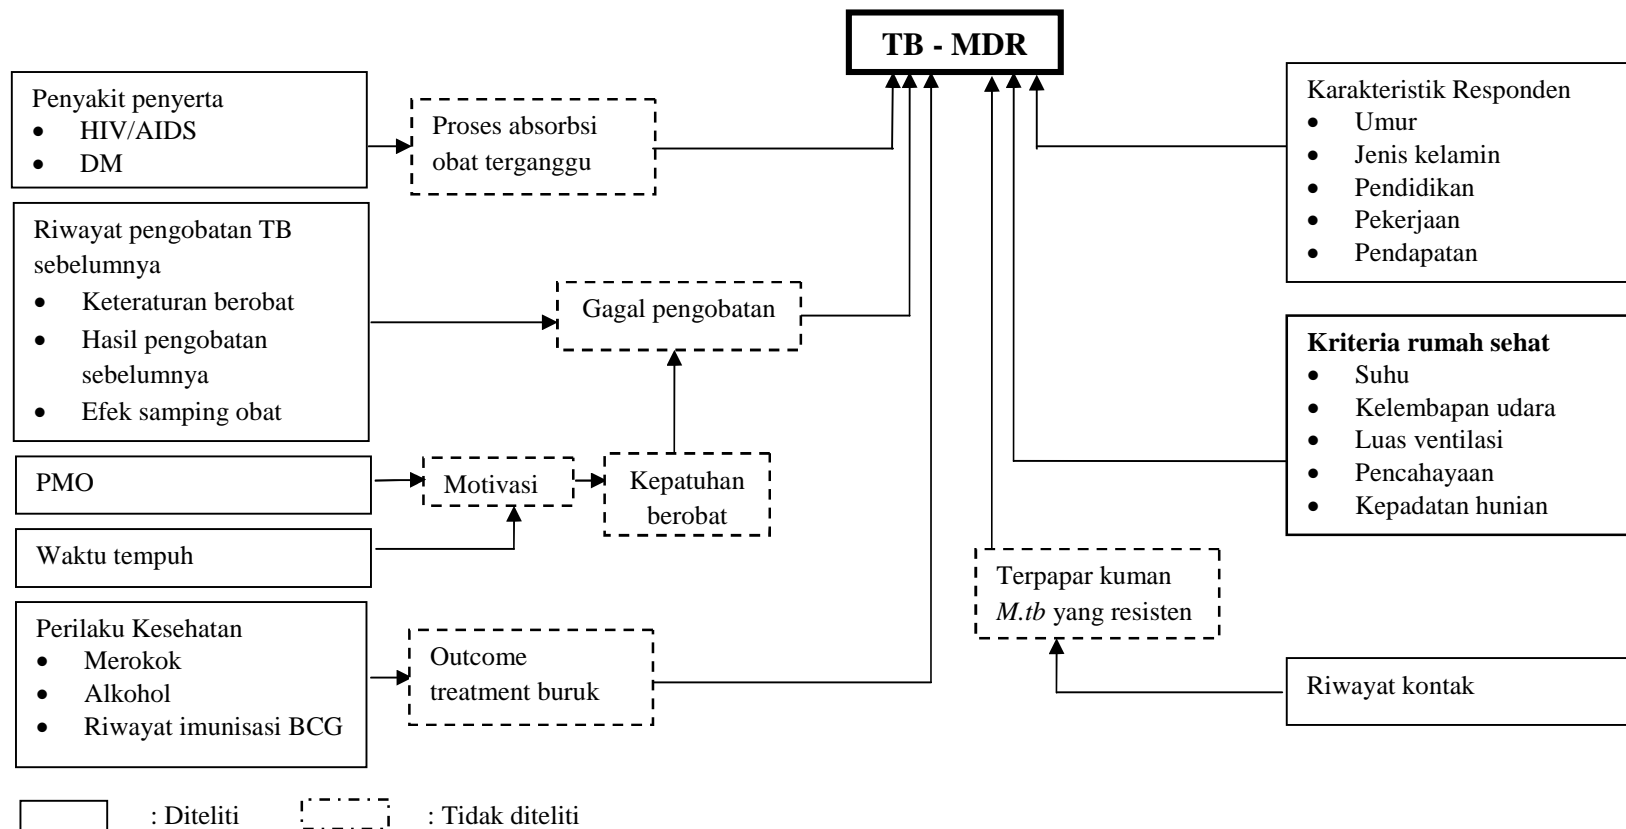 TB - MDR
Penyakit penyerta
• HIV/AIDS
• DM
Proses absorbsi
obat terganggu
Karakteristik Responden
• Umur
• Jenis kelamin
• Pendidikan
• Pekerjaan
• Pendapatan
Riwayat pengobatan TB
sebelumnya
• Keteraturan berobat
• Hasil pengobatan
sebelumnya
• Efek samping obat
Gagal pengobatan
Kriteria rumah sehat
• Suhu
• Kelembapan udara
• Luas ventilasi
• Pencahayaan
• Kepadatan hunian
PMO
Motivasi
Kepatuhan
berobat
Waktu tempuh
Terpapar kuman
M.tb yang resisten
Perilaku Kesehatan
• Merokok
• Alkohol
• Riwayat imunisasi BCG
Outcome
treatment buruk
Riwayat kontak
: Diteliti
: Tidak diteliti